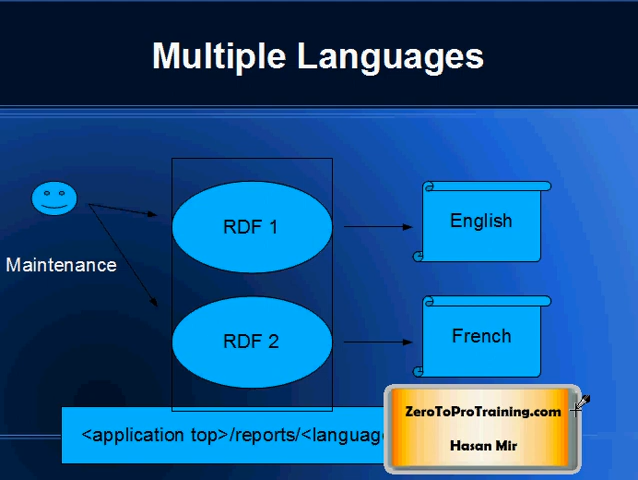 Multiple Languages
RDF 1
English
Maintenance
RDF 2
French
<application top>/reports/<language
ZeroToProTraining.com
Hasan Mir